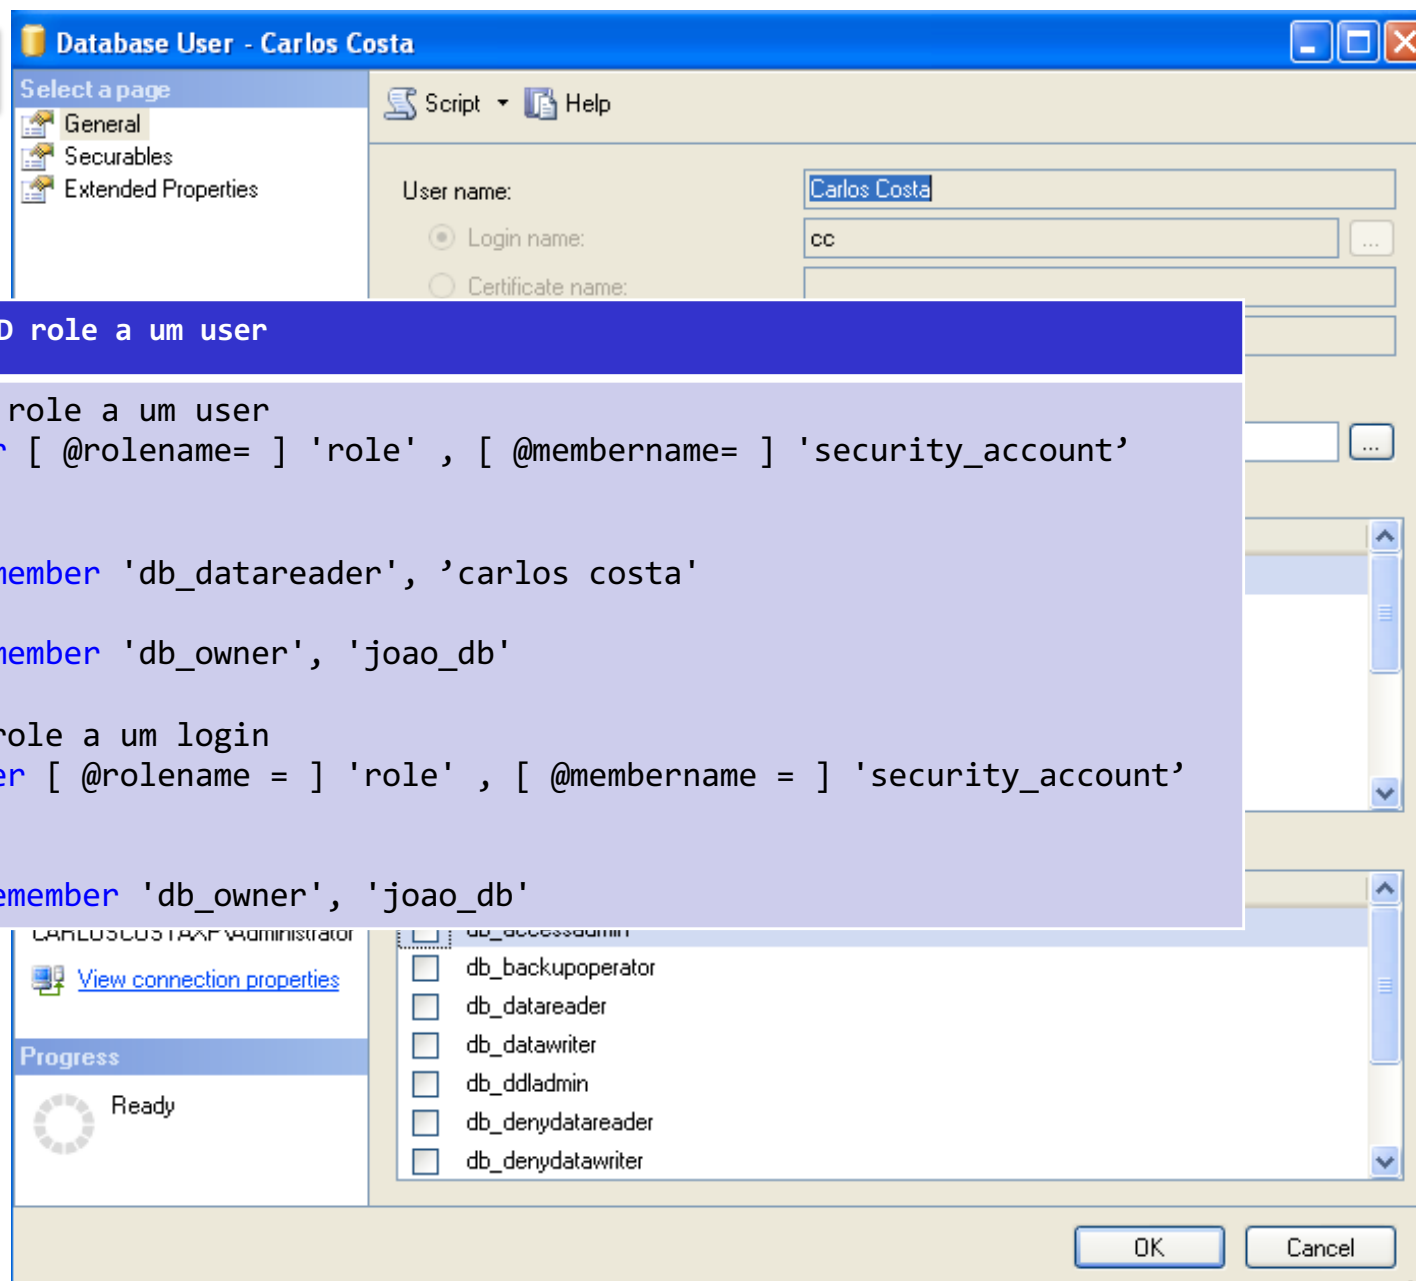 Database User - Carlos Costa
Select a page
General
Securables
Extended Properties
Script
Help
User name:
Carlos Costa
Login name:
cc
...
Certificate name:
D role a um user
role a um user
r [ @rolename= ] 'role' , [ @membername= ] 'security_account’
...
member 'db_datareader', ’carlos costa'
member 'db_owner', 'joao_db'
role a um login
er [ @rolename = ] 'role' , [ @membername = ] 'security_account’
emember 'db_owner', 'joao_db'
CARLOSCOSTAXP\Administrator
View connection properties
Progress
Ready
db_accessadmin
db_backupoperator
db_datareader
db_datawriter
db_ddladmin
db_denydatareader
db_denydatawriter
OK
Cancel